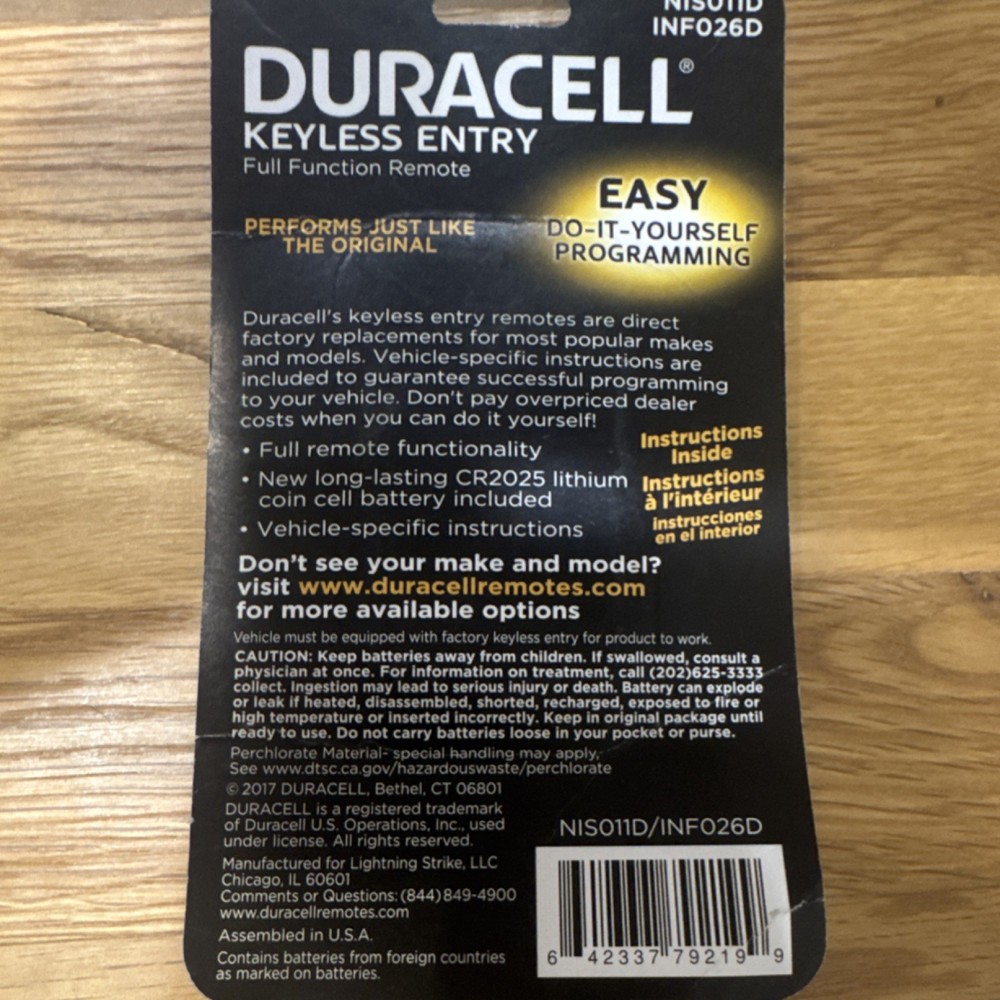 NIS011D
INF026D
DURACELL®
KEYLESS ENTRY
Full Function Remote
EASY
DO-IT-YOURSELF
PROGRAMMING
PERFORMS JUST LIKE
THE ORIGINAL
Duracell's keyless entry remotes are direct
factory replacements for most popular makes
and models. Vehicle-specific instructions are
included to guarantee successful programming
to your vehicle. Don't pay overpriced dealer
costs when you can do it yourself!
• Full remote functionality
• New long-lasting CR2025 lithium
coin cell battery included
• Vehicle-specific instructions
Instructions
Inside
Instructions
à l'intérieur
instrucciones
en el interior
Don't see your make and model?
visit www.duracellremotes.com
for more available options
Vehicle must be equipped with factory keyless entry for product to work.
CAUTION: Keep batteries away from children. If swallowed, consult a
physician at once. For information on treatment, call (202)625-3333
collect. Ingestion may lead to serious injury or death. Battery can explode
or leak if heated, disassembled, shorted, recharged, exposed to fire or
high temperature or inserted incorrectly. Keep in original package until
ready to use. Do not carry batteries loose in your pocket or purse.
Perchlorate Material- special handling may apply,
See www.dtsc.ca.gov/hazardouswaste/perchlorate
© 2017 DURACELL, Bethel, CT 06801
DURACELL is a registered trademark
of Duracell U.S. Operations, Inc., used
under license. All rights reserved.
Manufactured for Lightning Strike, LLC
Chicago, IL 60601
Comments or Questions: (844)849-4900
www.duracellremotes.com
Assembled in U.S.A.
Contains batteries from foreign countries
as marked on batteries.
NIS011D/INF026D
6 42337 79219 9